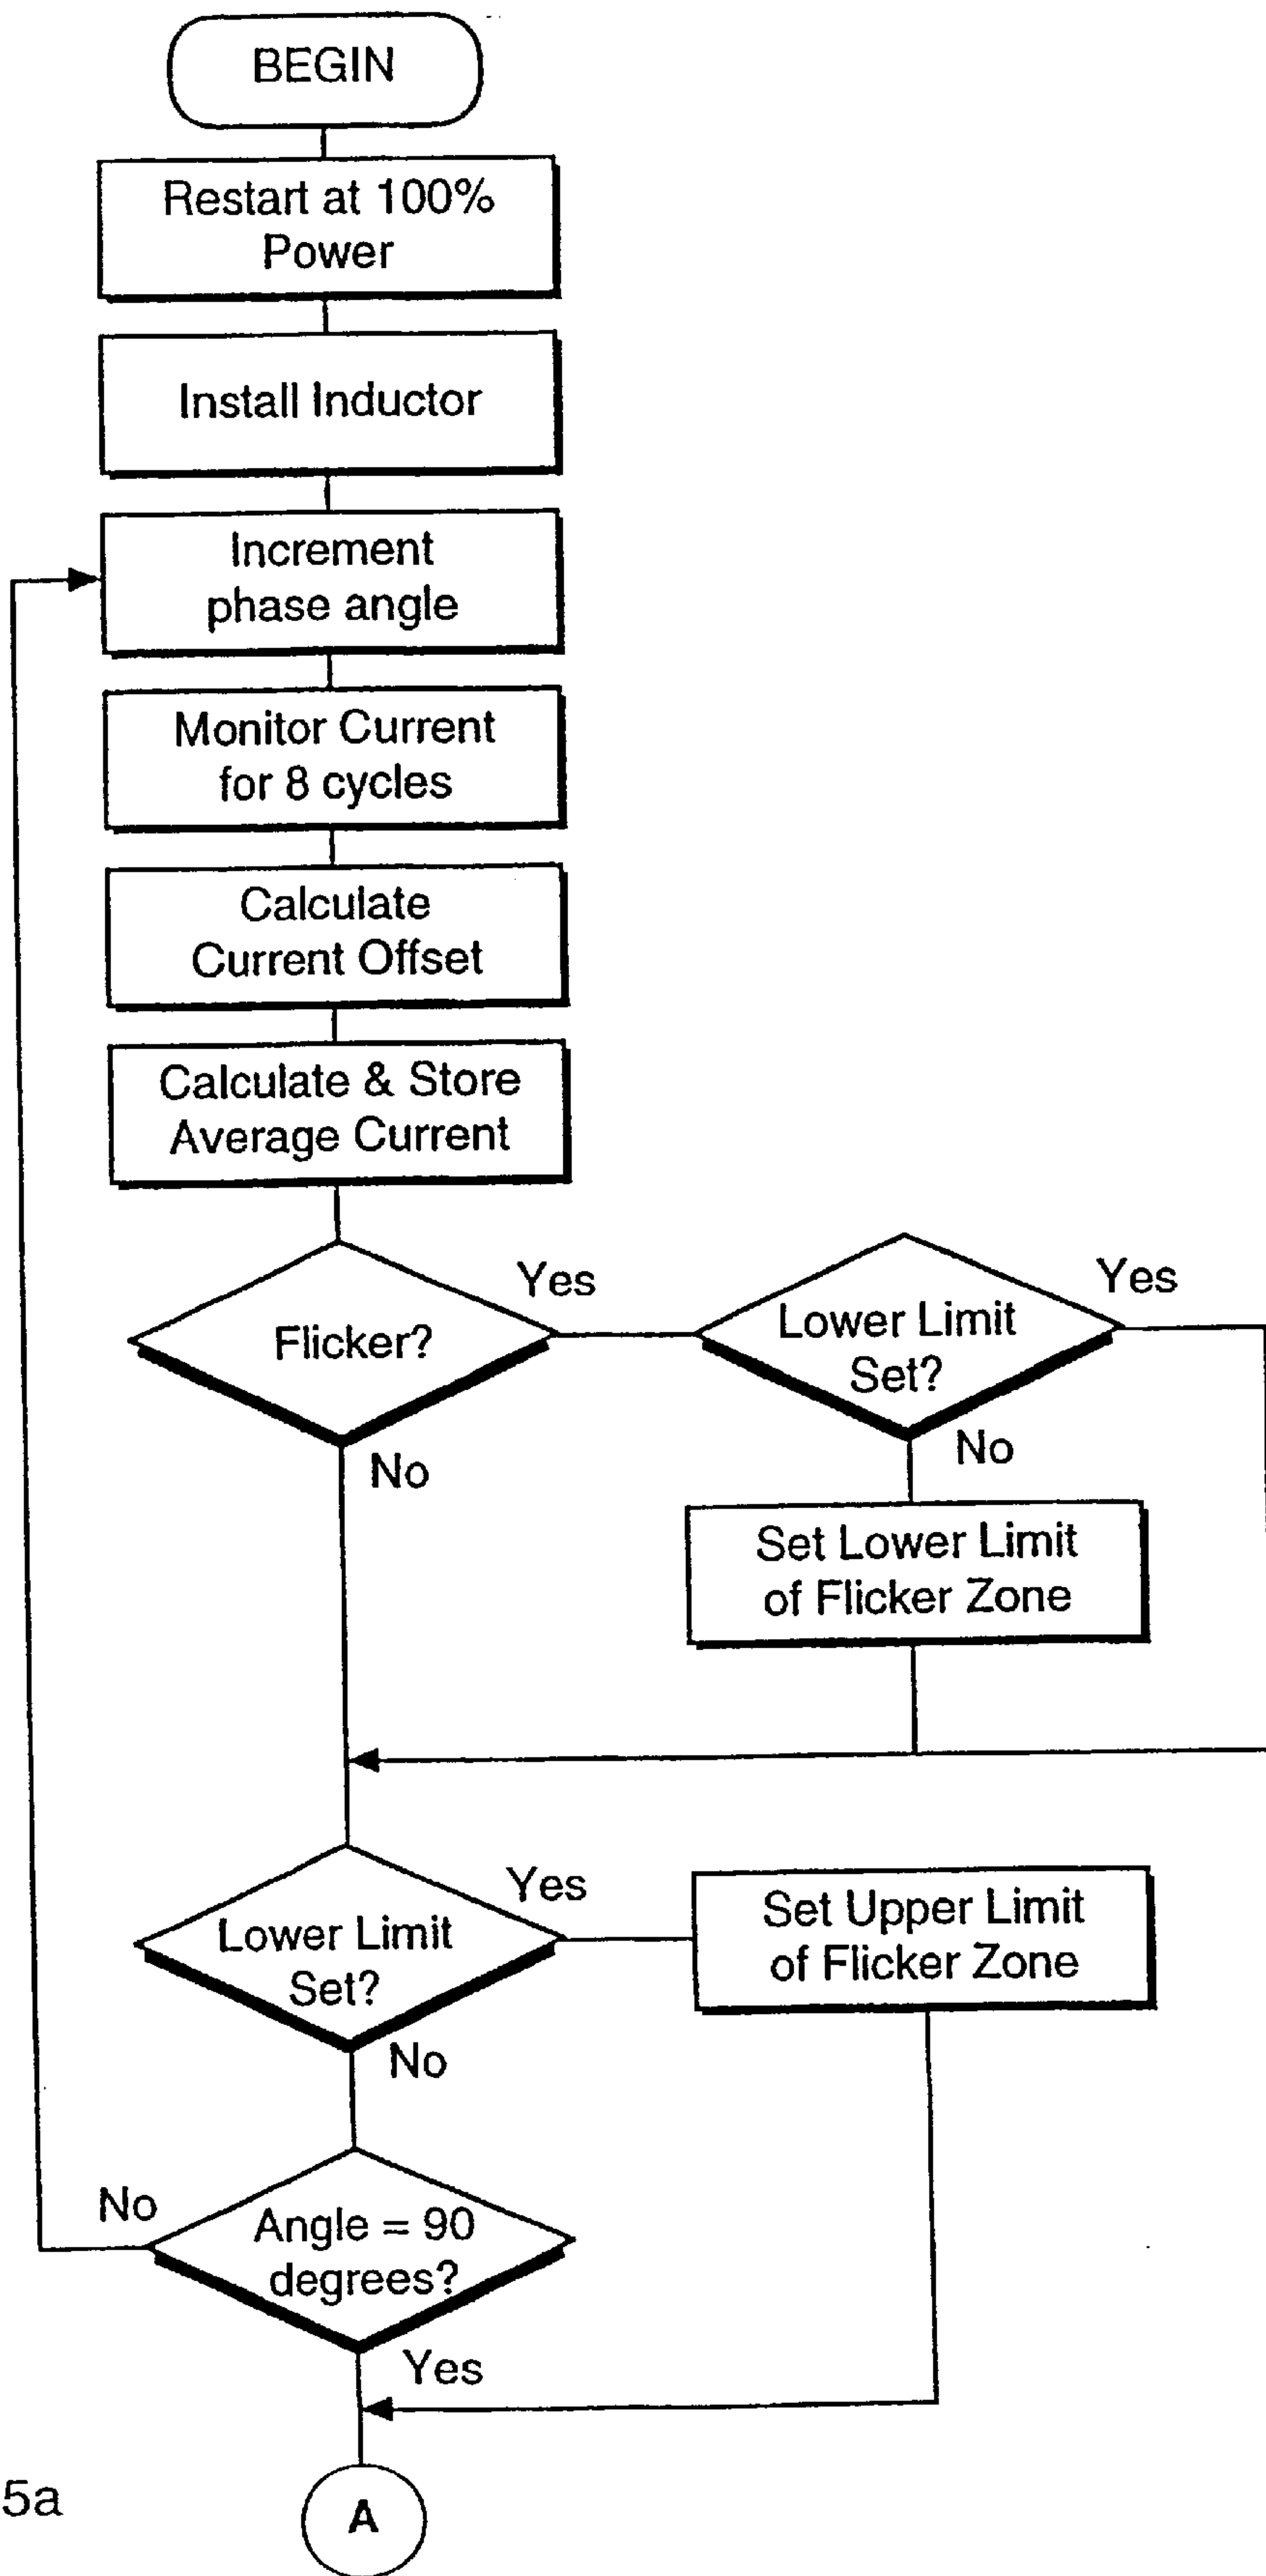 BEGIN
Restart at 100%
Power
Install Inductor
Increment
phase angle
Monitor Current
for 8 cycles
Calculate
Current Offset
Calculate & Store
Average Current
Flicker?
Yes
No
Lower Limit
Set?
Yes
No
Set Lower Limit
of Flicker Zone
Lower Limit
Set?
Yes
No
Set Upper Limit
of Flicker Zone
Angle = 90
degrees?
No
Yes
A
5a